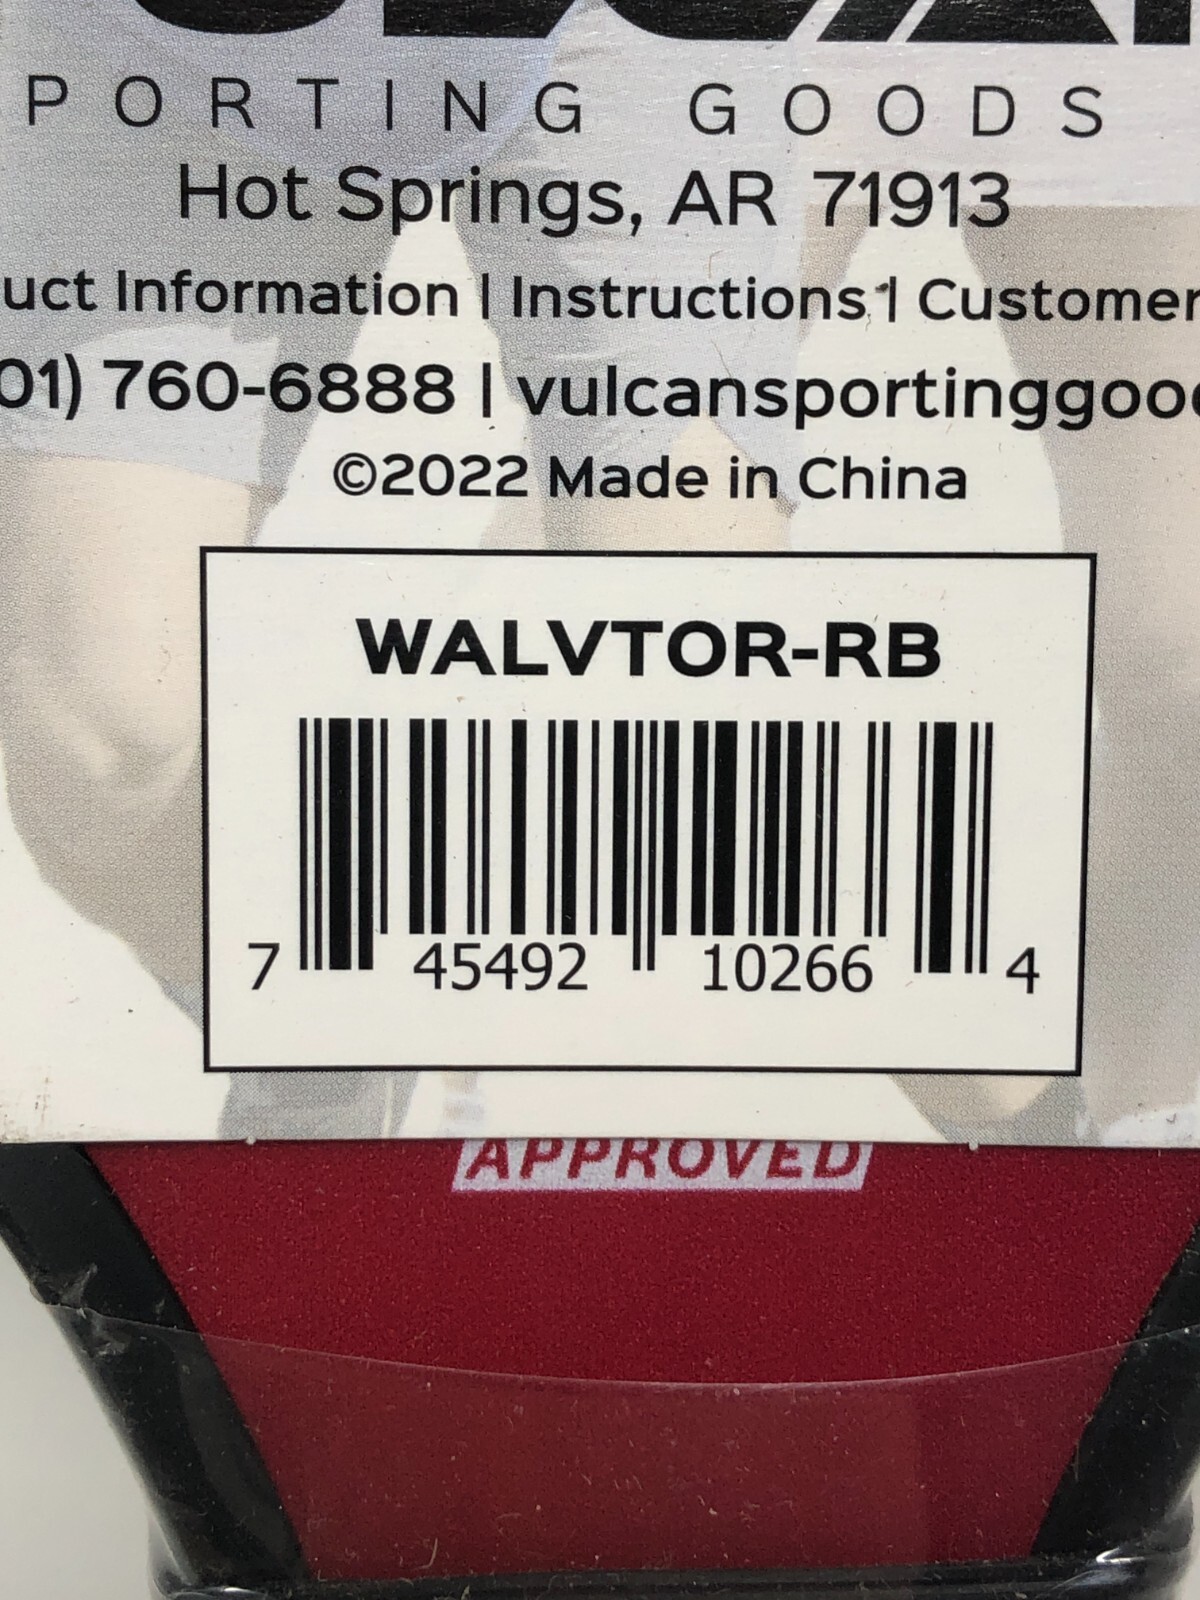 PORTING GOODS
Hot Springs, AR 71913
uct Information | Instructions | Customer
01) 760-6888 | vulcansportinggoo
©2022 Made in China
WALVTOR-RB
7 45492 10266 4
APPROVED